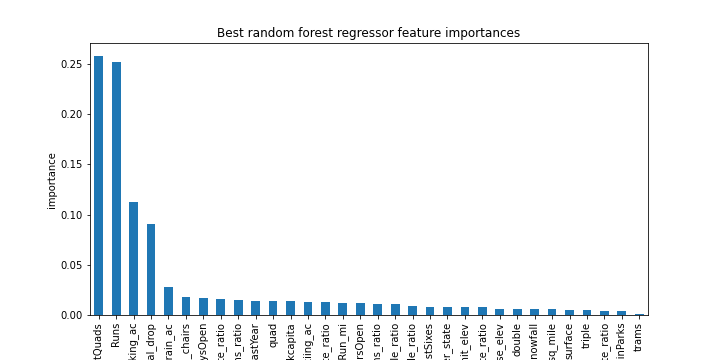 Best random forest regressor feature importances
0.25
0.20
0.15
0.10
0.05
0.00
importance
tQuads
Runs
king_ac
al_drop
rain_ac
_chairs
ysOpen
e_ratio
ns_ratio
astYear
quad
kcapita
iing_ac
e_ratio
Run_mi
rsOpen
s_ratio
le_ratio
le_ratio
stSixes
r_state
it_elev
e_ratio
se_elev
double
nowfall
sq_mile
surface
triple
e_ratio
inParks
trams